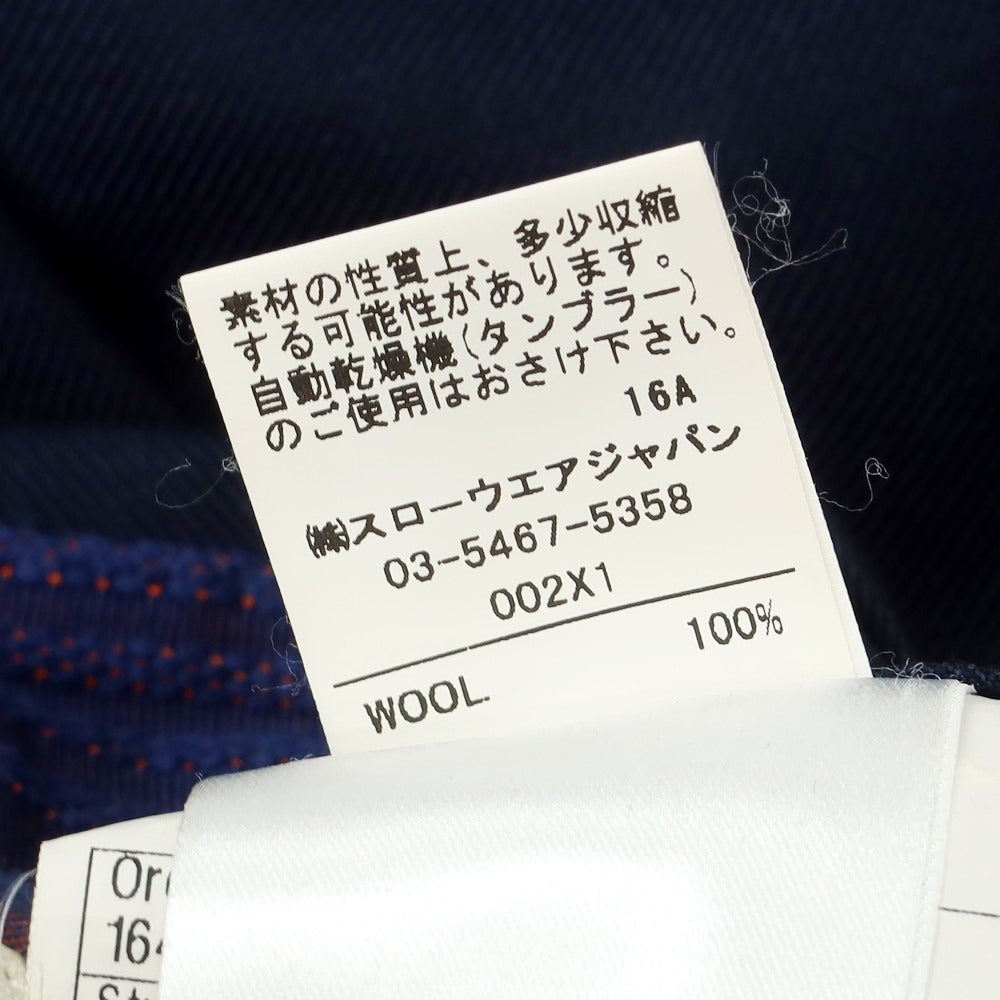 素材の性質上、多少収縮
する可能性があります。
自動乾燥機(タンブラー)
のご使用はおさけ下さい。
16A
㈱スローウエアジャパン
03-5467-5358
002X1
100%
WOOL
Or
16